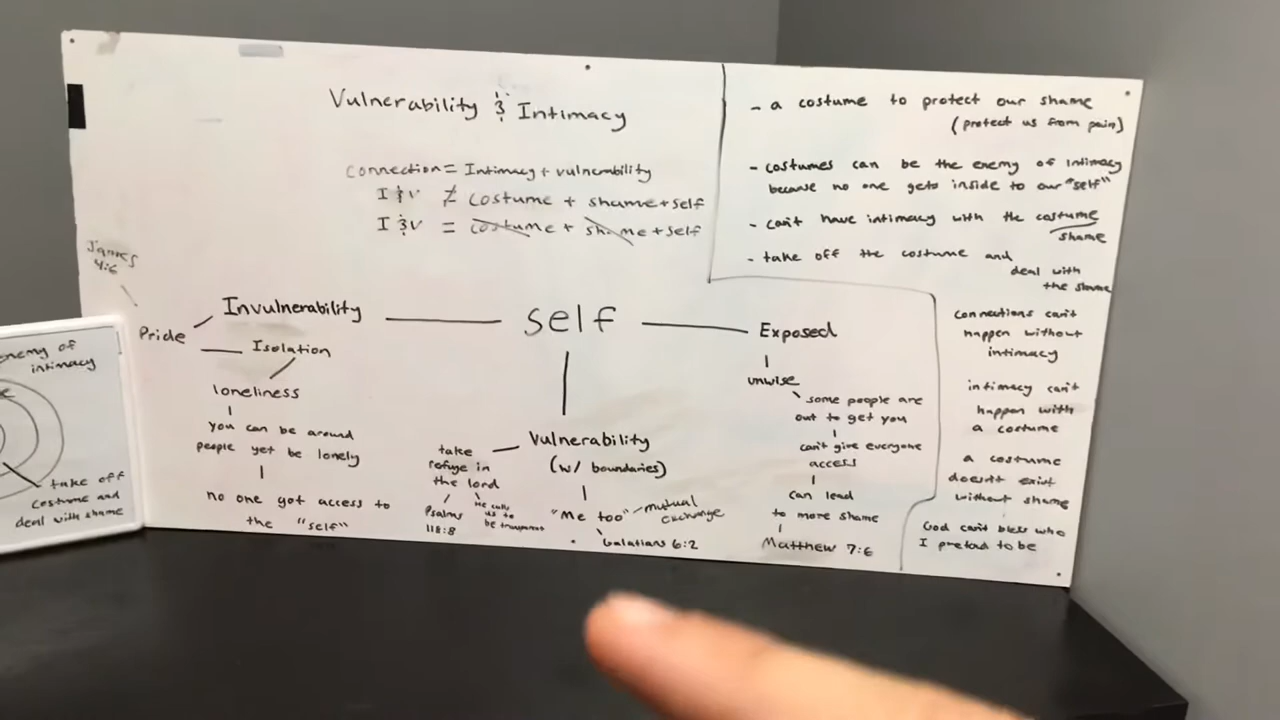 Vulnerability & Intimacy
connection = Intimacy + vulnerability
I & V ≠ costume + shame + self
I & V = costume + shame + self
James
4:6
Pride
Invulnerability
Isolation
loneliness
you can be around
people yet be lonely
no one got access to
the "self"
self
Vulnerability
(w/ boundaries)
take
refuge in
the lord
Psalms
118:8
He calls
us to
be transparent
"Me too"
mutual
exchange
Galatians 6:2
Exposed
unwise
some people are
out to get you
can't give everyone
access
can lead
to more shame
Matthew 7:6
- a costume to protect our shame
(protect us from pain)
- costumes can be the enemy of intimacy
because no one gets inside to our "self"
- can't have intimacy with the costume
shame
- take off the costume and
deal with
the shame
connections can't
happen without
intimacy
intimacy can't
happen with
a costume
a costume
doesn't exist
without shame
God can't bless who
I pretend to be
enemy of
intimacy
take off
costume and
deal with shame